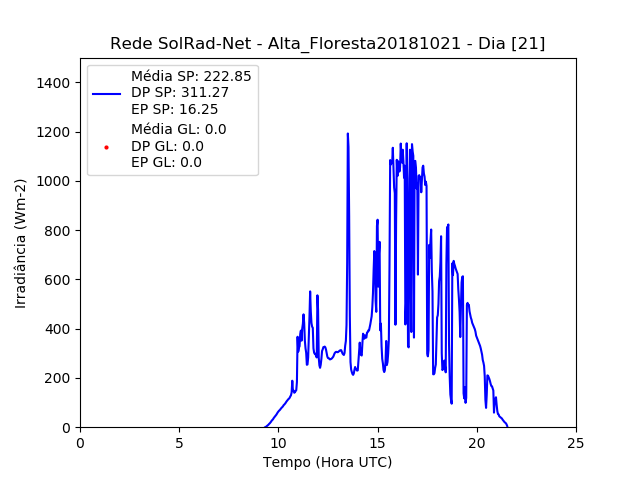 Rede SolRad-Net - Alta_Floresta20181021 - Dia [21]
Média SP: 222.85
DP SP: 311.27
EP SP: 16.25
Média GL: 0.0
DP GL: 0.0
EP GL: 0.0
1400
1200
1000
800
600
400
200
0
Irradiância (Wm-2)
0 5 10 15 20 25
Tempo (Hora UTC)